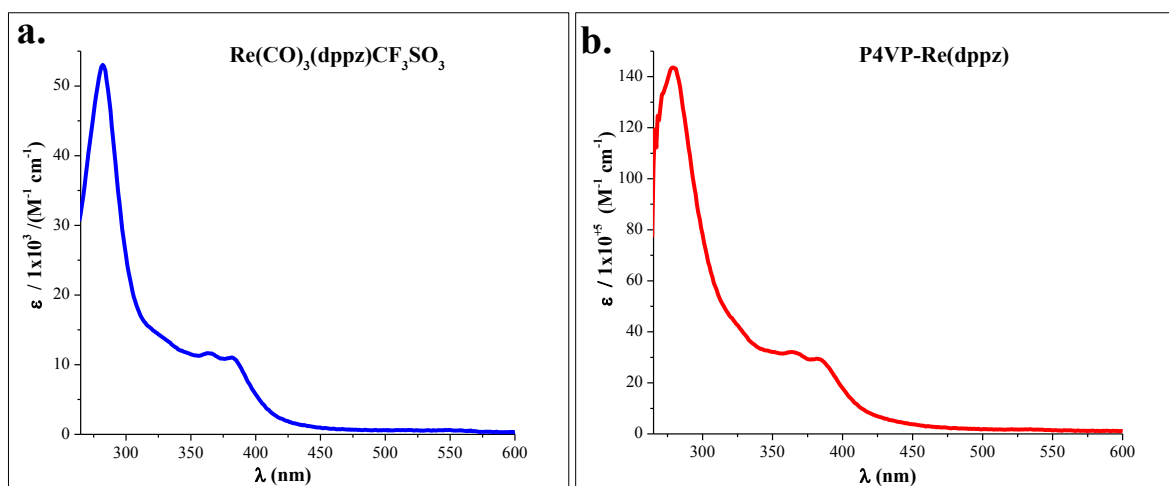 a.
Re(CO)₃(dppz)CF₃SO₃
50
40
30
20
10
0
ε / 1x10³ /(M⁻¹ cm⁻¹)
300 350 400 450 500 550 600
λ (nm)
b.
P4VP-Re(dppz)
140
120
100
80
60
40
20
0
ε / 1x10⁺⁵ (M⁻¹ cm⁻¹)
300 350 400 450 500 550 600
λ (nm)